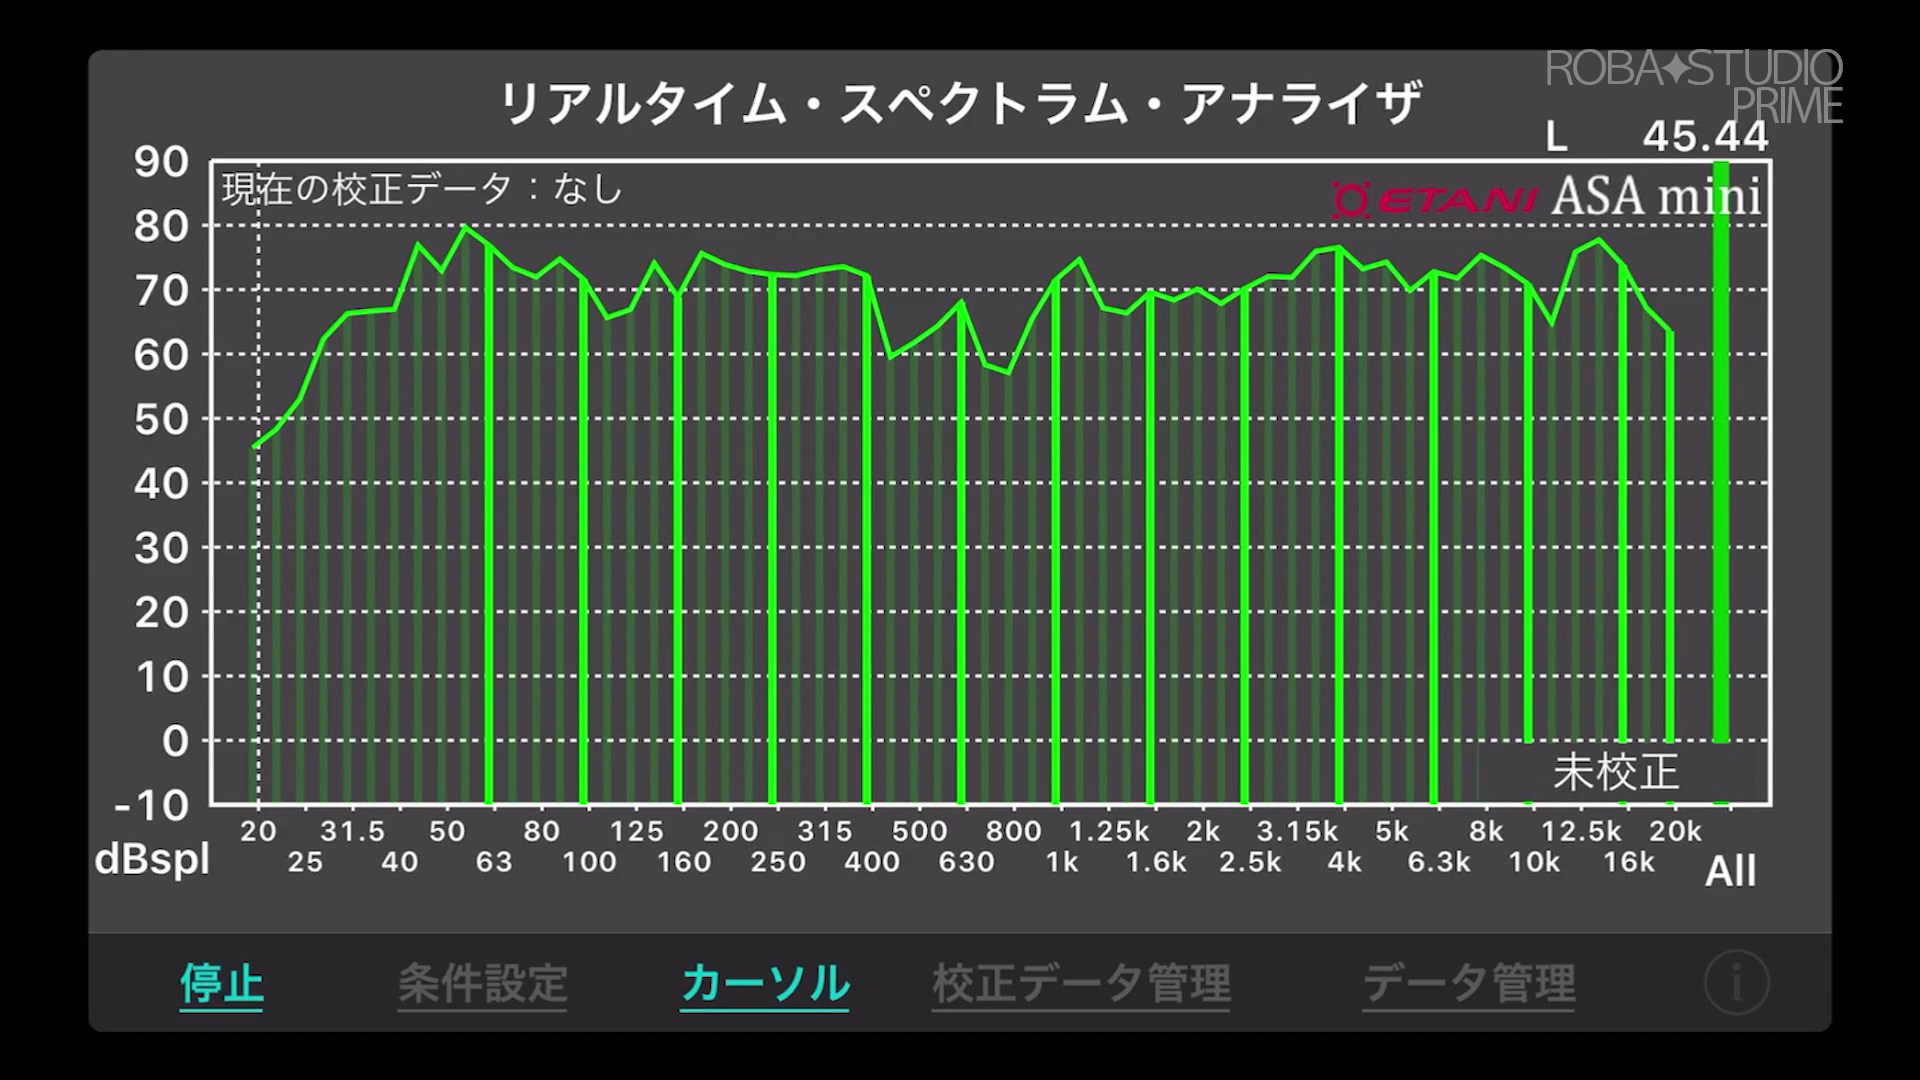 ROBA✦STUDIO
PRIME
リアルタイム・スペクトラム・アナライザ
L 45.44
現在の校正データ：なし
ETANI ASA mini
90
80
70
60
50
40
30
20
10
0
-10
未校正
20 31.5 50 80 125 200 315 500 800 1.25k 2k 3.15k 5k 8k 12.5k 20k
25 40 63 100 160 250 400 630 1k 1.6k 2.5k 4k 6.3k 10k 16k
dBspl
All
停止 条件設定 カーソル 校正データ管理 データ管理 i